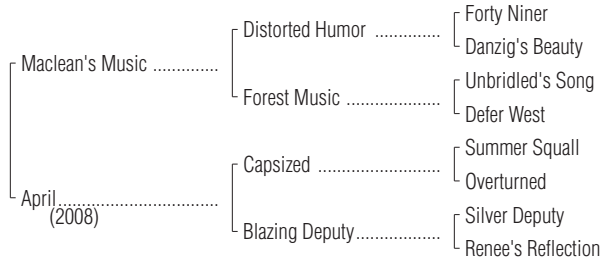 Forty Niner
Distorted Humor ..............
Danzig's Beauty
Maclean's Music ..............
Unbridled's Song
Forest Music ....................
Defer West
Summer Squall
Capsized ..........................
Overturned
April..................................
(2008)
Silver Deputy
Blazing Deputy..................
Renee's Reflection